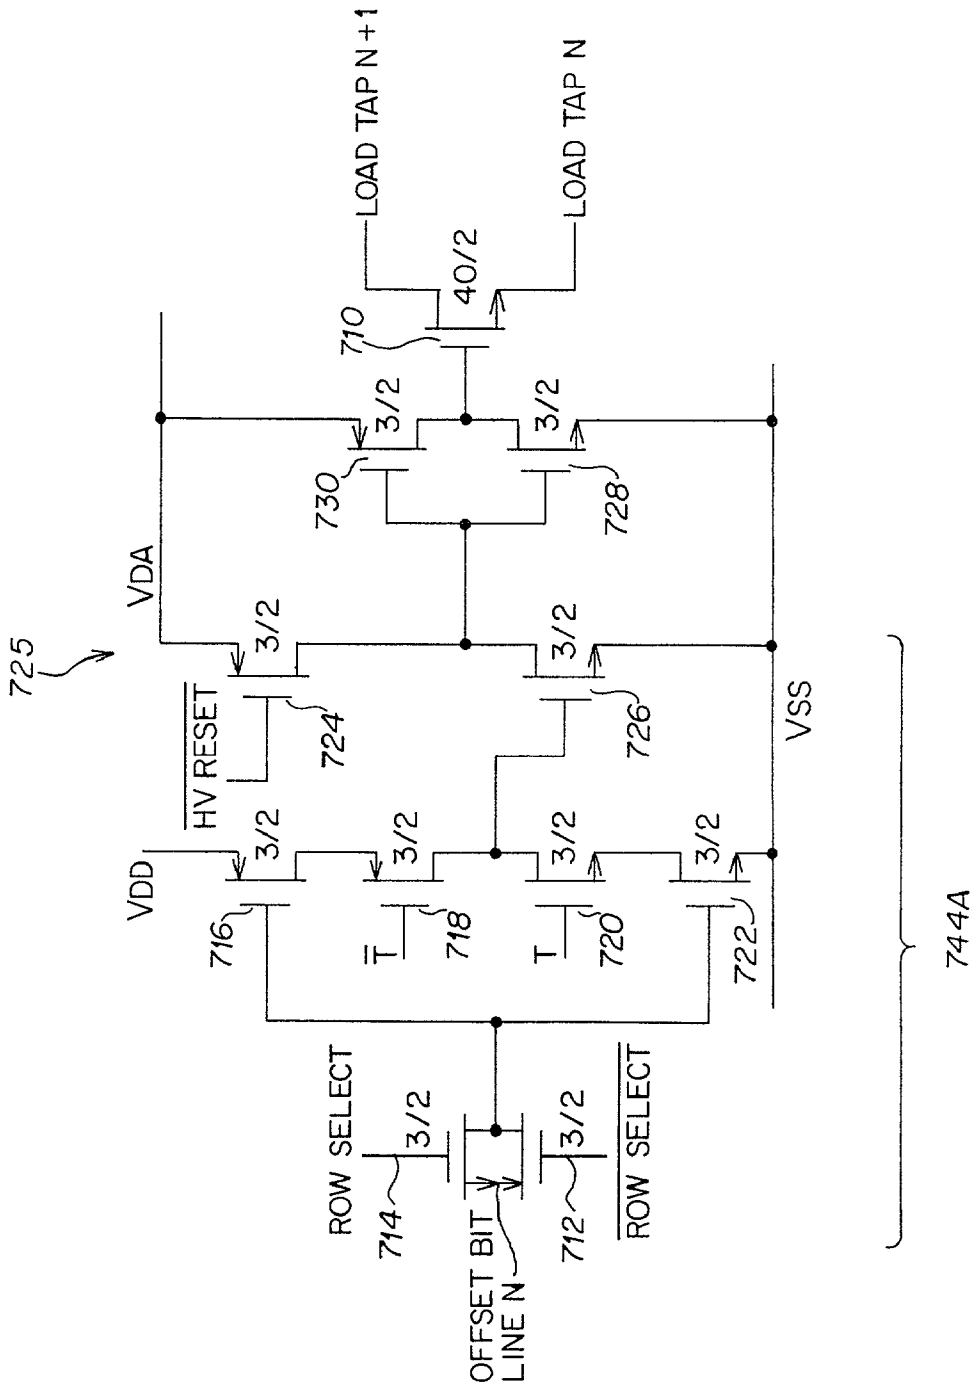 725
VDD
VDA
HV RESET
3/2
3/2
3/2
716
724
730
710
LOAD TAP N+1
ROW SELECT
714
3/2
T
718
3/2
40/2
OFFSET BIT
LINE N
T
720
3/2
726
3/2
728
3/2
LOAD TAP N
712
3/2
ROW SELECT
722
3/2
VSS
744A